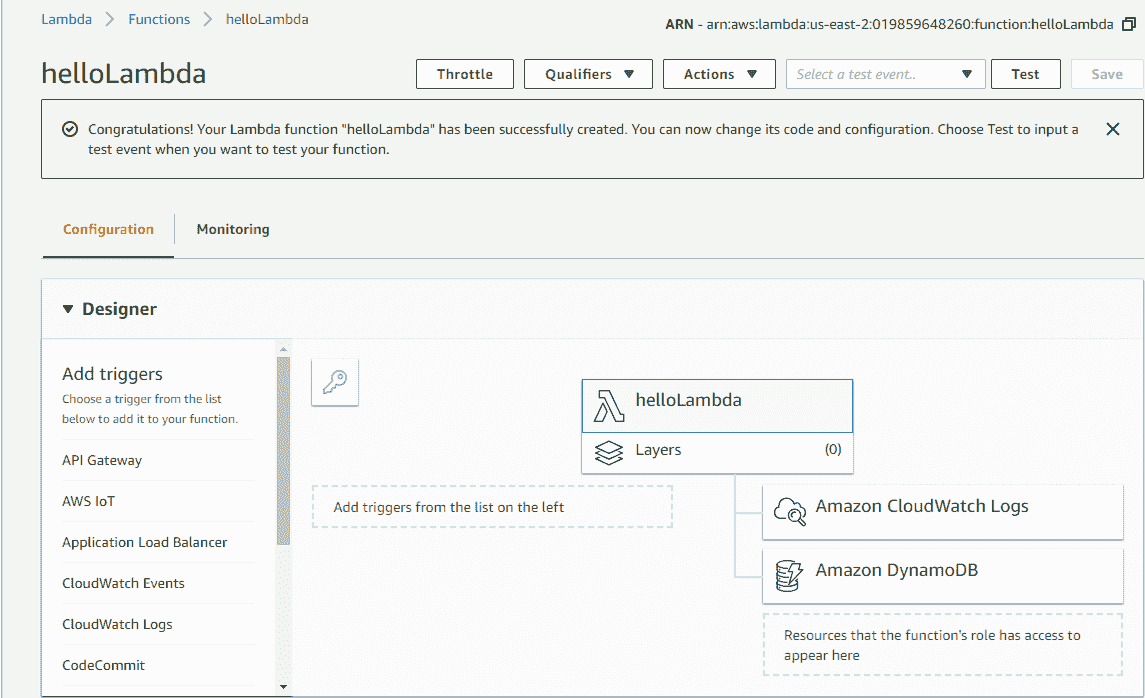 Lambda > Functions > helloLambda
ARN - arn:aws:lambda:us-east-2:019859648260:function:helloLambda
helloLambda
Throttle
Qualifiers
Actions
Select a test event..
Test
Save
Congratulations! Your Lambda function "helloLambda" has been successfully created. You can now change its code and configuration. Choose Test to input a
test event when you want to test your function.
Configuration
Monitoring
Designer
Add triggers
Choose a trigger from the list
below to add it to your function.
API Gateway
AWS IoT
Application Load Balancer
CloudWatch Events
CloudWatch Logs
CodeCommit
helloLambda
Layers
(0)
Add triggers from the list on the left
Amazon CloudWatch Logs
Amazon DynamoDB
Resources that the function's role has access to
appear here